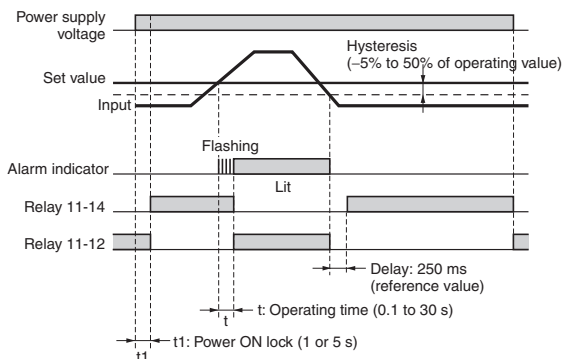 Power supply
voltage
Hysteresis
(–5% to 50% of operating value)
Set value
Input
Flashing
Alarm indicator
Lit
Relay 11-14
Relay 11-12
Delay: 250 ms
(reference value)
t: Operating time (0.1 to 30 s)
t
t1: Power ON lock (1 or 5 s)
t1